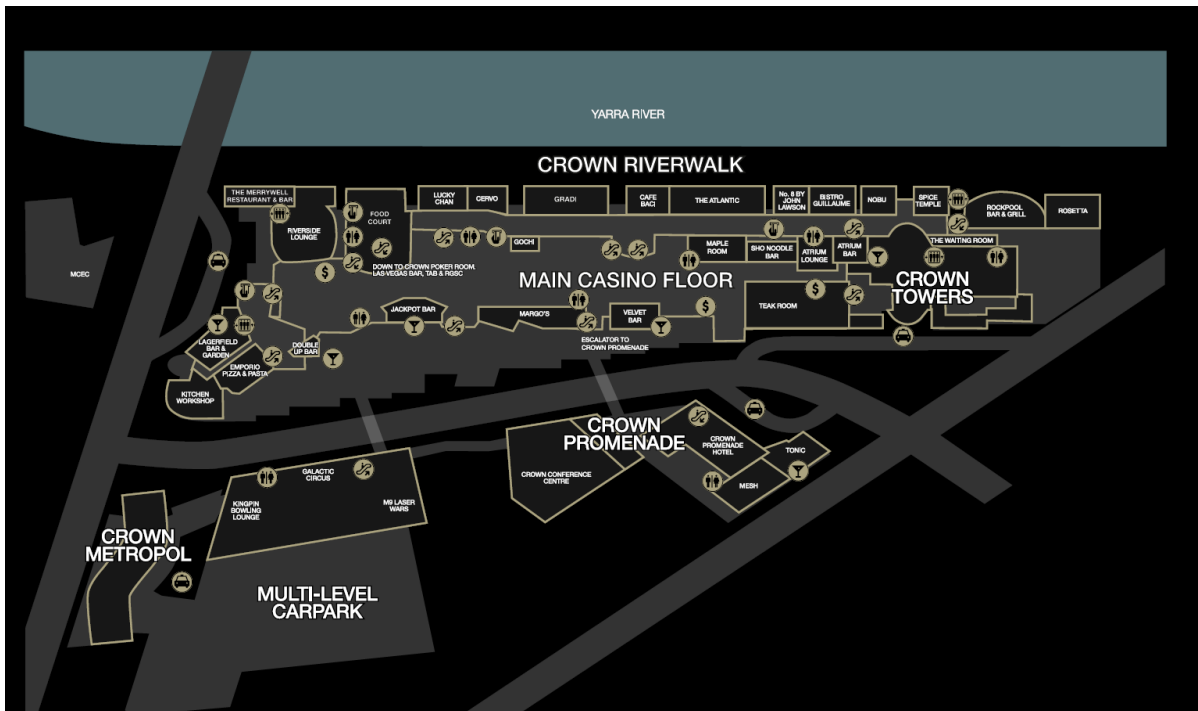 YARRA RIVER
CROWN RIVERWALK
THE MERRYWELL
RESTAURANT & BAR
RIVERSIDE
LOUNGE
FOOD
COURT
LUCKY
CHAN
CERVO
GRADI
CAFE
BACI
THE ATLANTIC
No. 8 BY
JOHN
LAWSON
BISTRO
GUILLAUME
NOBU
SPICE
TEMPLE
ROCKPOOL
BAR & GRILL
ROSETTA
GOCHI
MAPLE
ROOM
SHO NOODLE
BAR
ATRIUM
LOUNGE
ATRIUM
BAR
THE WAITING ROOM
MCEC
$
DOWN TO CROWN POKER ROOM,
LAS VEGAS BAR, TAB & RGSC
MAIN CASINO FLOOR
CROWN
TOWERS
$
TEAK ROOM
$
JACKPOT BAR
MARGO'S
VELVET
BAR
ESCALATOR TO
CROWN PROMENADE
LAGERFIELD
BAR &
GARDEN
DOUBLE
UP BAR
EMPORIO
PIZZA & PASTA
KITCHEN
WORKSHOP
CROWN
PROMENADE
CROWN
PROMENADE
HOTEL
TONIC
MESH
CROWN CONFERENCE
CENTRE
GALACTIC
CIRCUS
KINGPIN
BOWLING
LOUNGE
M9 LASER
WARS
CROWN
METROPOL
MULTI-LEVEL
CARPARK